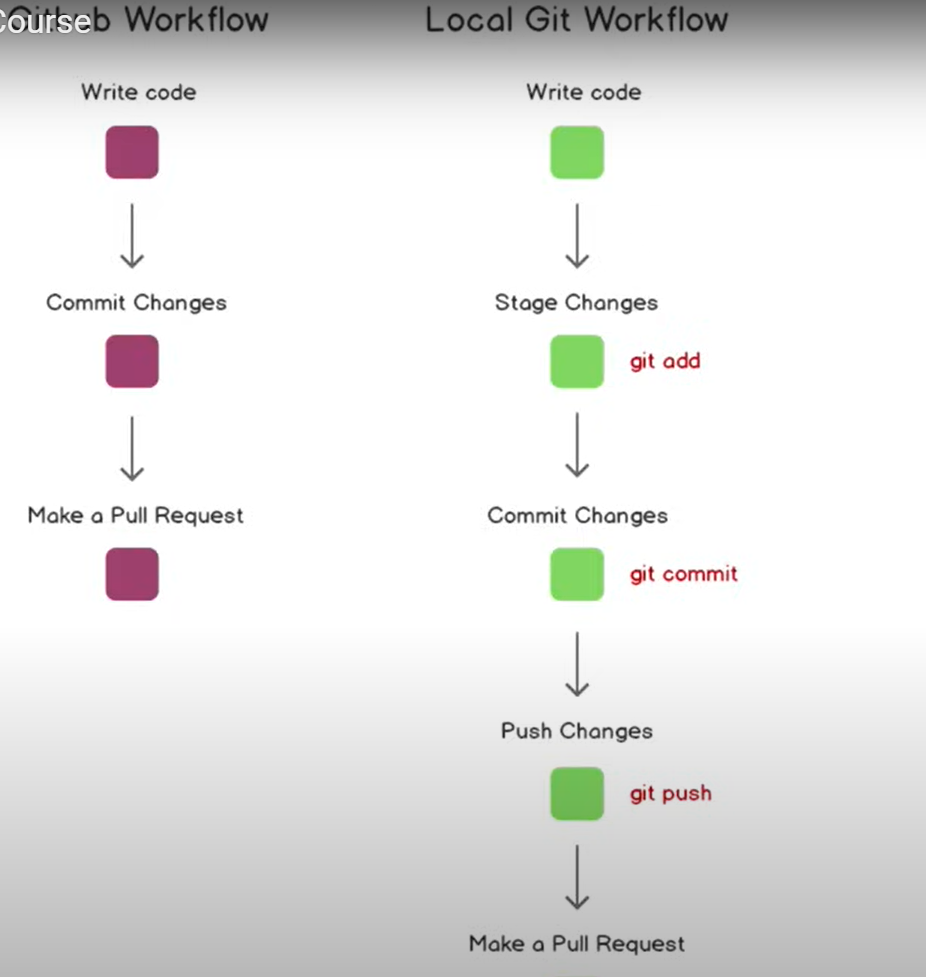 Course
Github Workflow
Write code
Commit Changes
Make a Pull Request
Local Git Workflow
Write code
Stage Changes
git add
Commit Changes
git commit
Push Changes
git push
Make a Pull Request